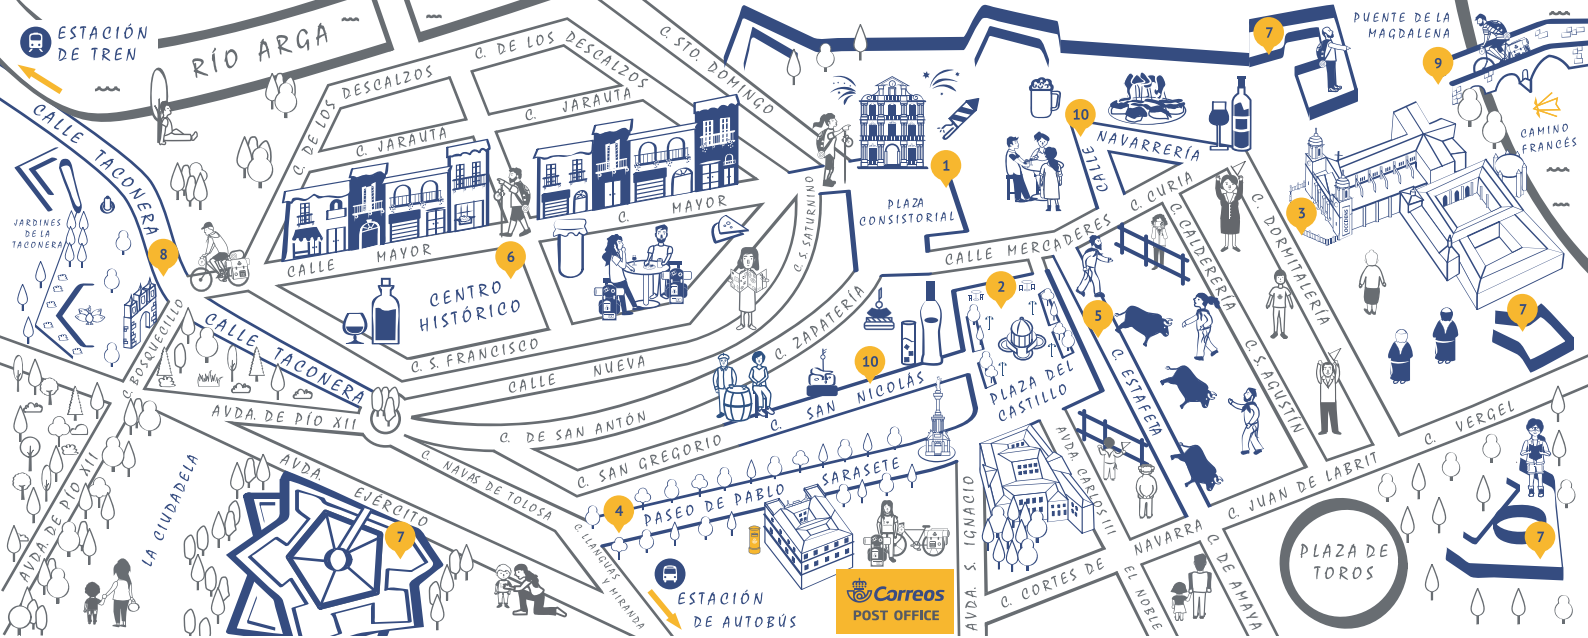 ESTACIÓN
DE TREN
RÍO ARGA
C. DE LOS DESCALZOS
C. STO. DOMINGO
7
PUENTE DE LA
MAGDALENA
9
CALLE TACONERA
C. DE LOS DESCALZOS
C. JARAUTA
C. JARAUTA
10
CALLE NAVARRERÍA
CAMINO
FRANCÉS
JARDINES
DE LA
TACONERA
1
PLAZA
CONSISTORIAL
C. MAYOR
CALLE MAYOR
C. S. SATURNINO
C. CURIA
C. CALDERERÍA
C. DORMITALERÍA
3
8
6
CENTRO
HISTÓRICO
CALLE MERCADERES
2
5
7
C. BOSQUECILLO
CALLE TACONERA
C. S. FRANCISCO
CALLE NUEVA
C. ZAPATERÍA
10
C. SAN NICOLÁS
PLAZA DEL
CASTILLO
C. ESTAFETA
C. S. AGUSTÍN
AVDA. DE PÍO XII
C. DE SAN ANTÓN
C. SAN GREGORIO
C. VERGEL
AVDA. DE PÍO XII
LA CIUDADELA
AVDA. EJÉRCITO
7
C. NAVAS DE TOLOSA
4
PASEO DE PABLO SARASETE
AVDA. CARLOS III
C. JUAN DE LABRIT
C. LLANGUAS Y MIRANDA
AVDA. S. IGNACIO
C. CORTES DE NAVARRA
C. DE AMAYA
EL NOBLE
PLAZA DE
TOROS
7
ESTACIÓN
DE AUTOBÚS
Correos
POST OFFICE